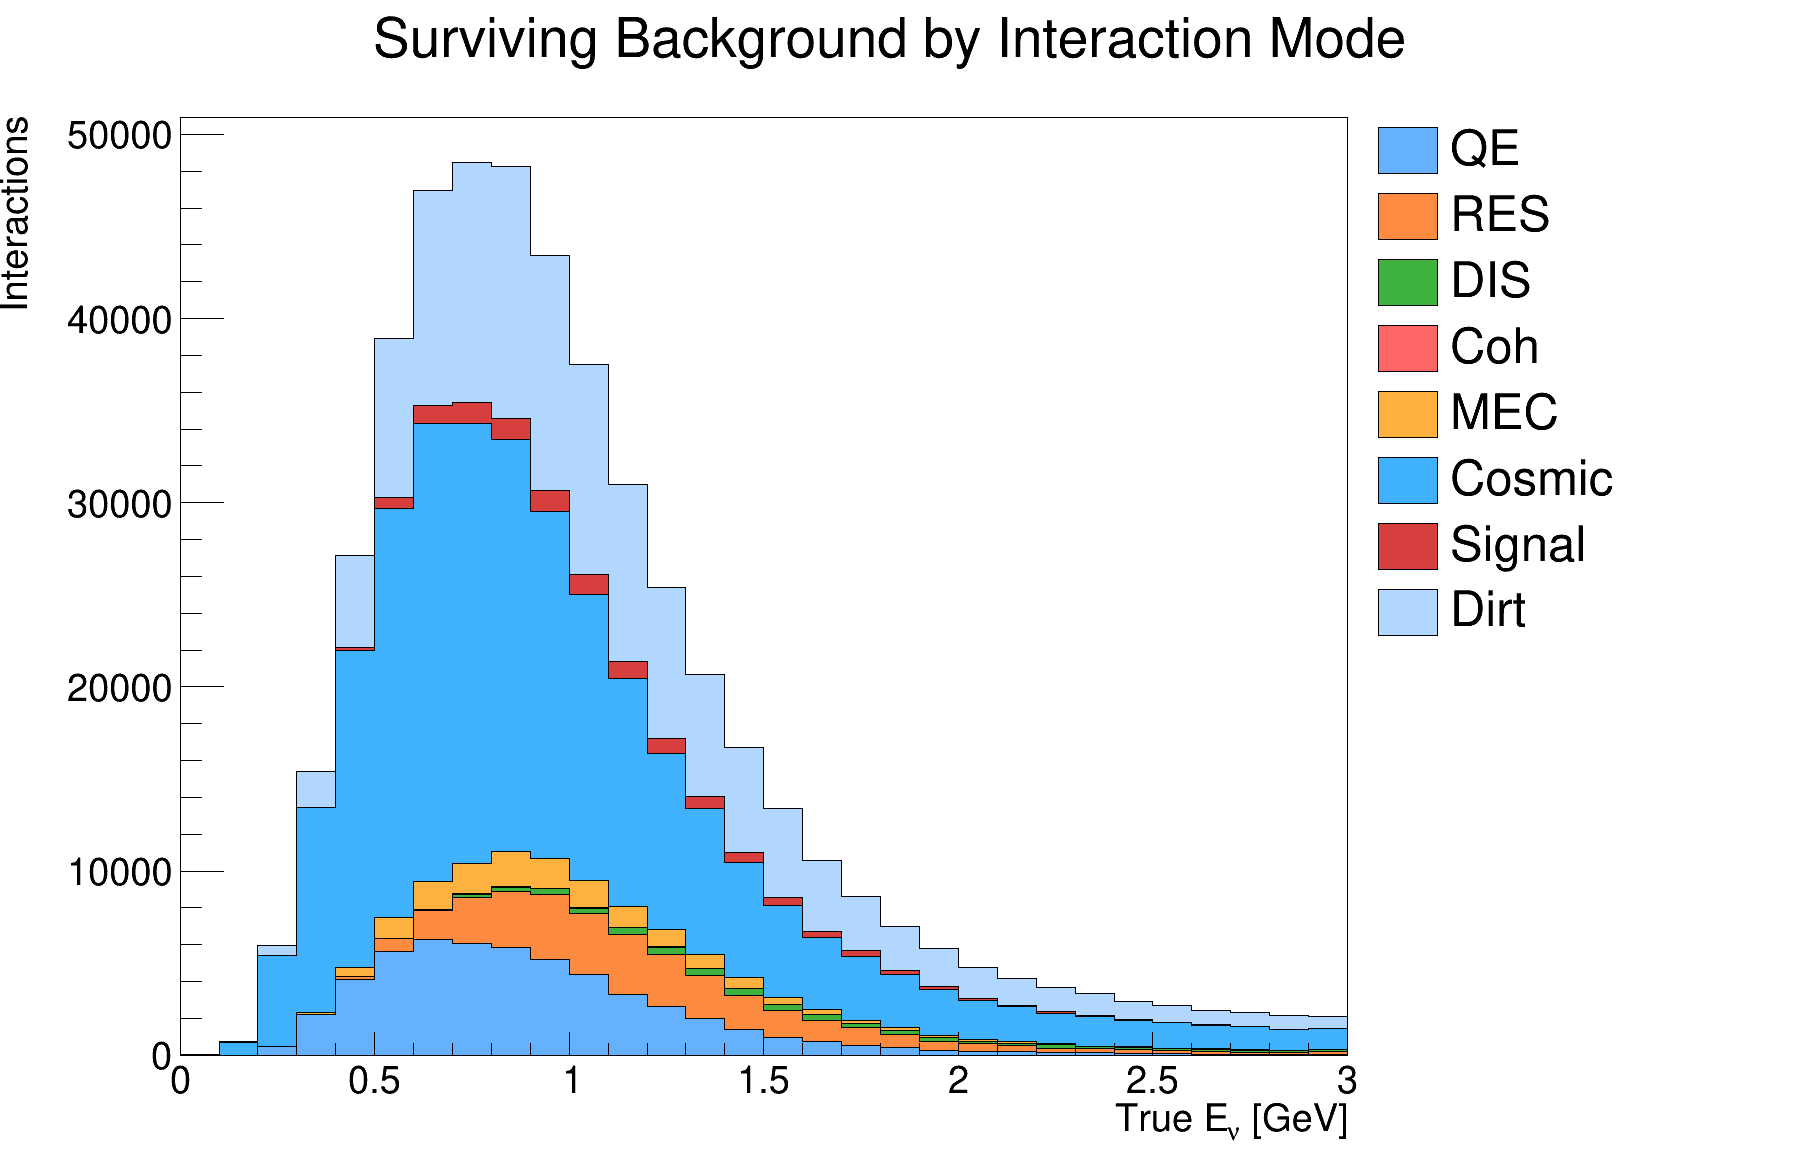 Surviving Background by Interaction Mode
Interactions
50000
40000
30000
20000
10000
0
0 0.5 1 1.5 2 2.5 3
True Eν [GeV]
QE
RES
DIS
Coh
MEC
Cosmic
Signal
Dirt